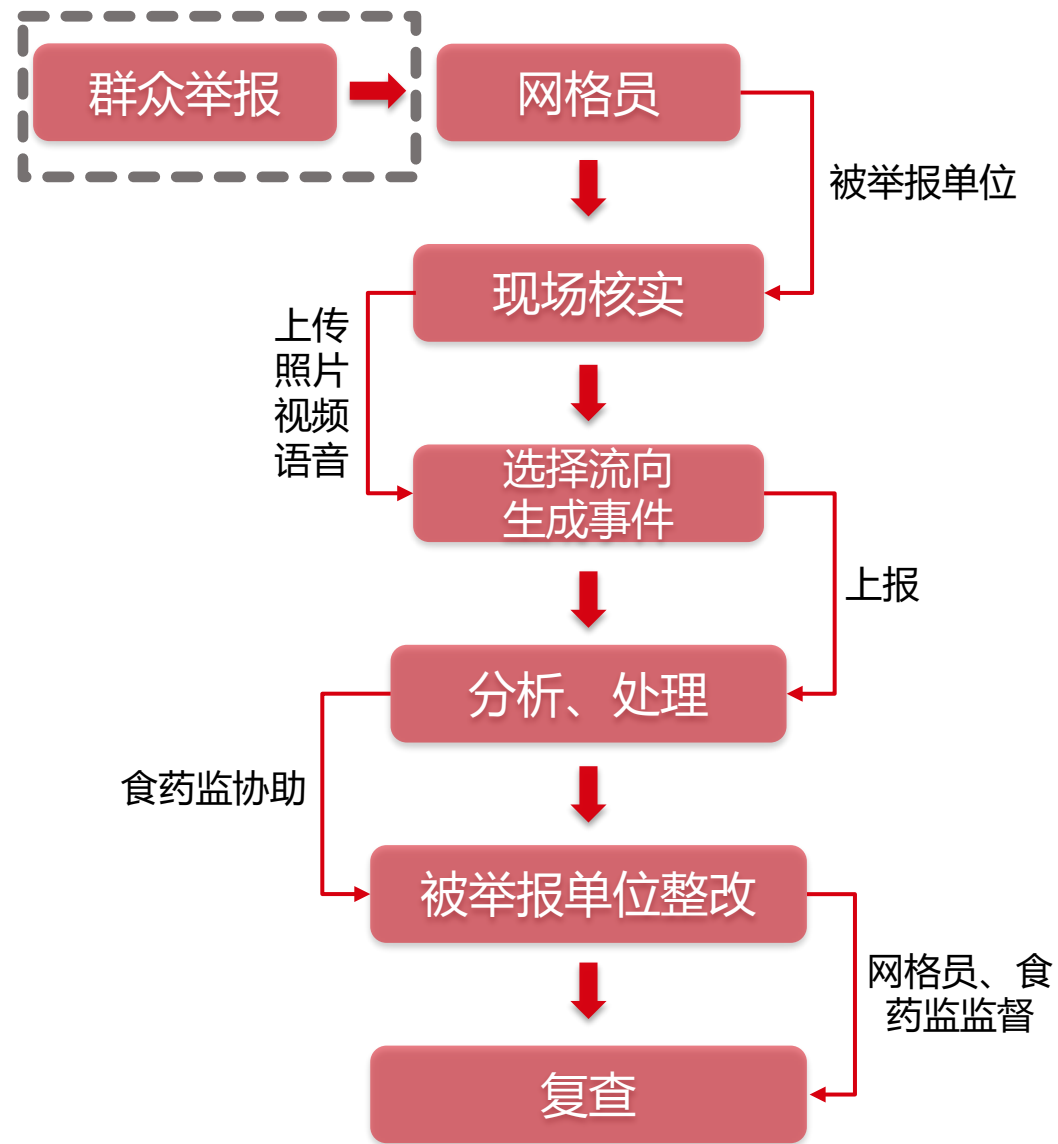 群众举报
网格员
被举报单位
现场核实
上传
照片
视频
语音
选择流向
生成事件
上报
分析、处理
食药监协助
被举报单位整改
网格员、食
药监监督
复查